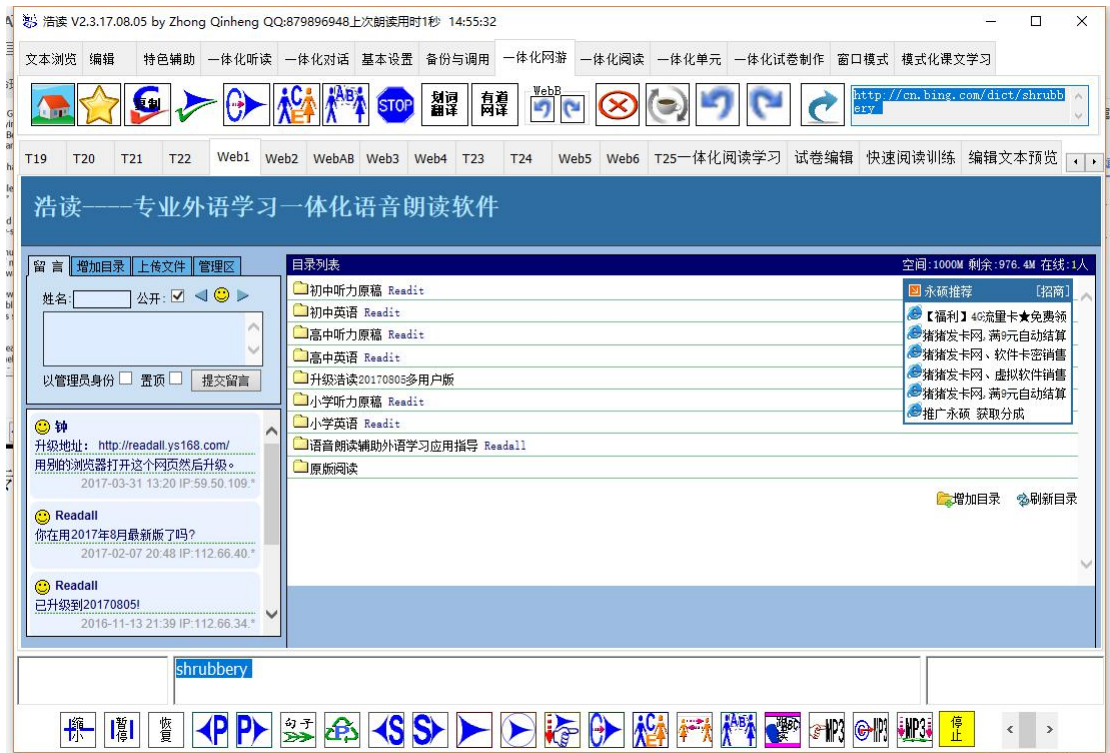 浩读 V2.3.17.08.05 by Zhong Qinheng QQ:879896948上次朗读用时1秒 14:55:32
文本浏览 编辑 特色辅助 一体化听读 一体化对话 基本设置 备份与调用 一体化网游 一体化阅读 一体化单元 一体化试卷制作 窗口模式 模式化课文学习
复制 C E A AB STOP 划词翻译 有道网译 WebB http://cn.bing.com/dict/shrubbery
T19 T20 T21 T22 Web1 Web2 WebAB Web3 Web4 T23 T24 Web5 Web6 T25一体化阅读学习 试卷编辑 快速阅读训练 编辑文本预览
浩读----专业外语学习一体化语音朗读软件
留言 增加目录 上传文件 管理区
姓名: 公开:
以管理员身份 置顶 提交留言
钟
升级地址: http://readall.ys168.com/
用别的浏览器打开这个网页然后升级。
2017-03-31 13:20 IP:59.50.109.*
Readall
你在用2017年8月最新版了吗?
2017-02-07 20:48 IP:112.66.40.*
Readall
已升级到20170805!
2016-11-13 21:39 IP:112.66.34.*
目录列表 空间:1000M 剩余:976.4M 在线:1人
初中听力原稿 Readit
初中英语 Readit
高中听力原稿 Readit
高中英语 Readit
升级浩读20170805多用户版
小学听力原稿 Readit
小学英语 Readit
语音朗读辅助外语学习应用指导 Readall
原版阅读
永硕推荐 [招商]
【福利】4G流量卡★免费领
猪猪发卡网,满9元自动结算
猪猪发卡网、软件卡密销售
猪猪发卡网、虚拟软件销售
猪猪发卡网,满9元自动结算
推广永硕 获取分成
增加目录 刷新目录
shrubbery
缩小 暂停 恢复 P P 句子 S S C E A AB MP3 MP3 MP3 停止